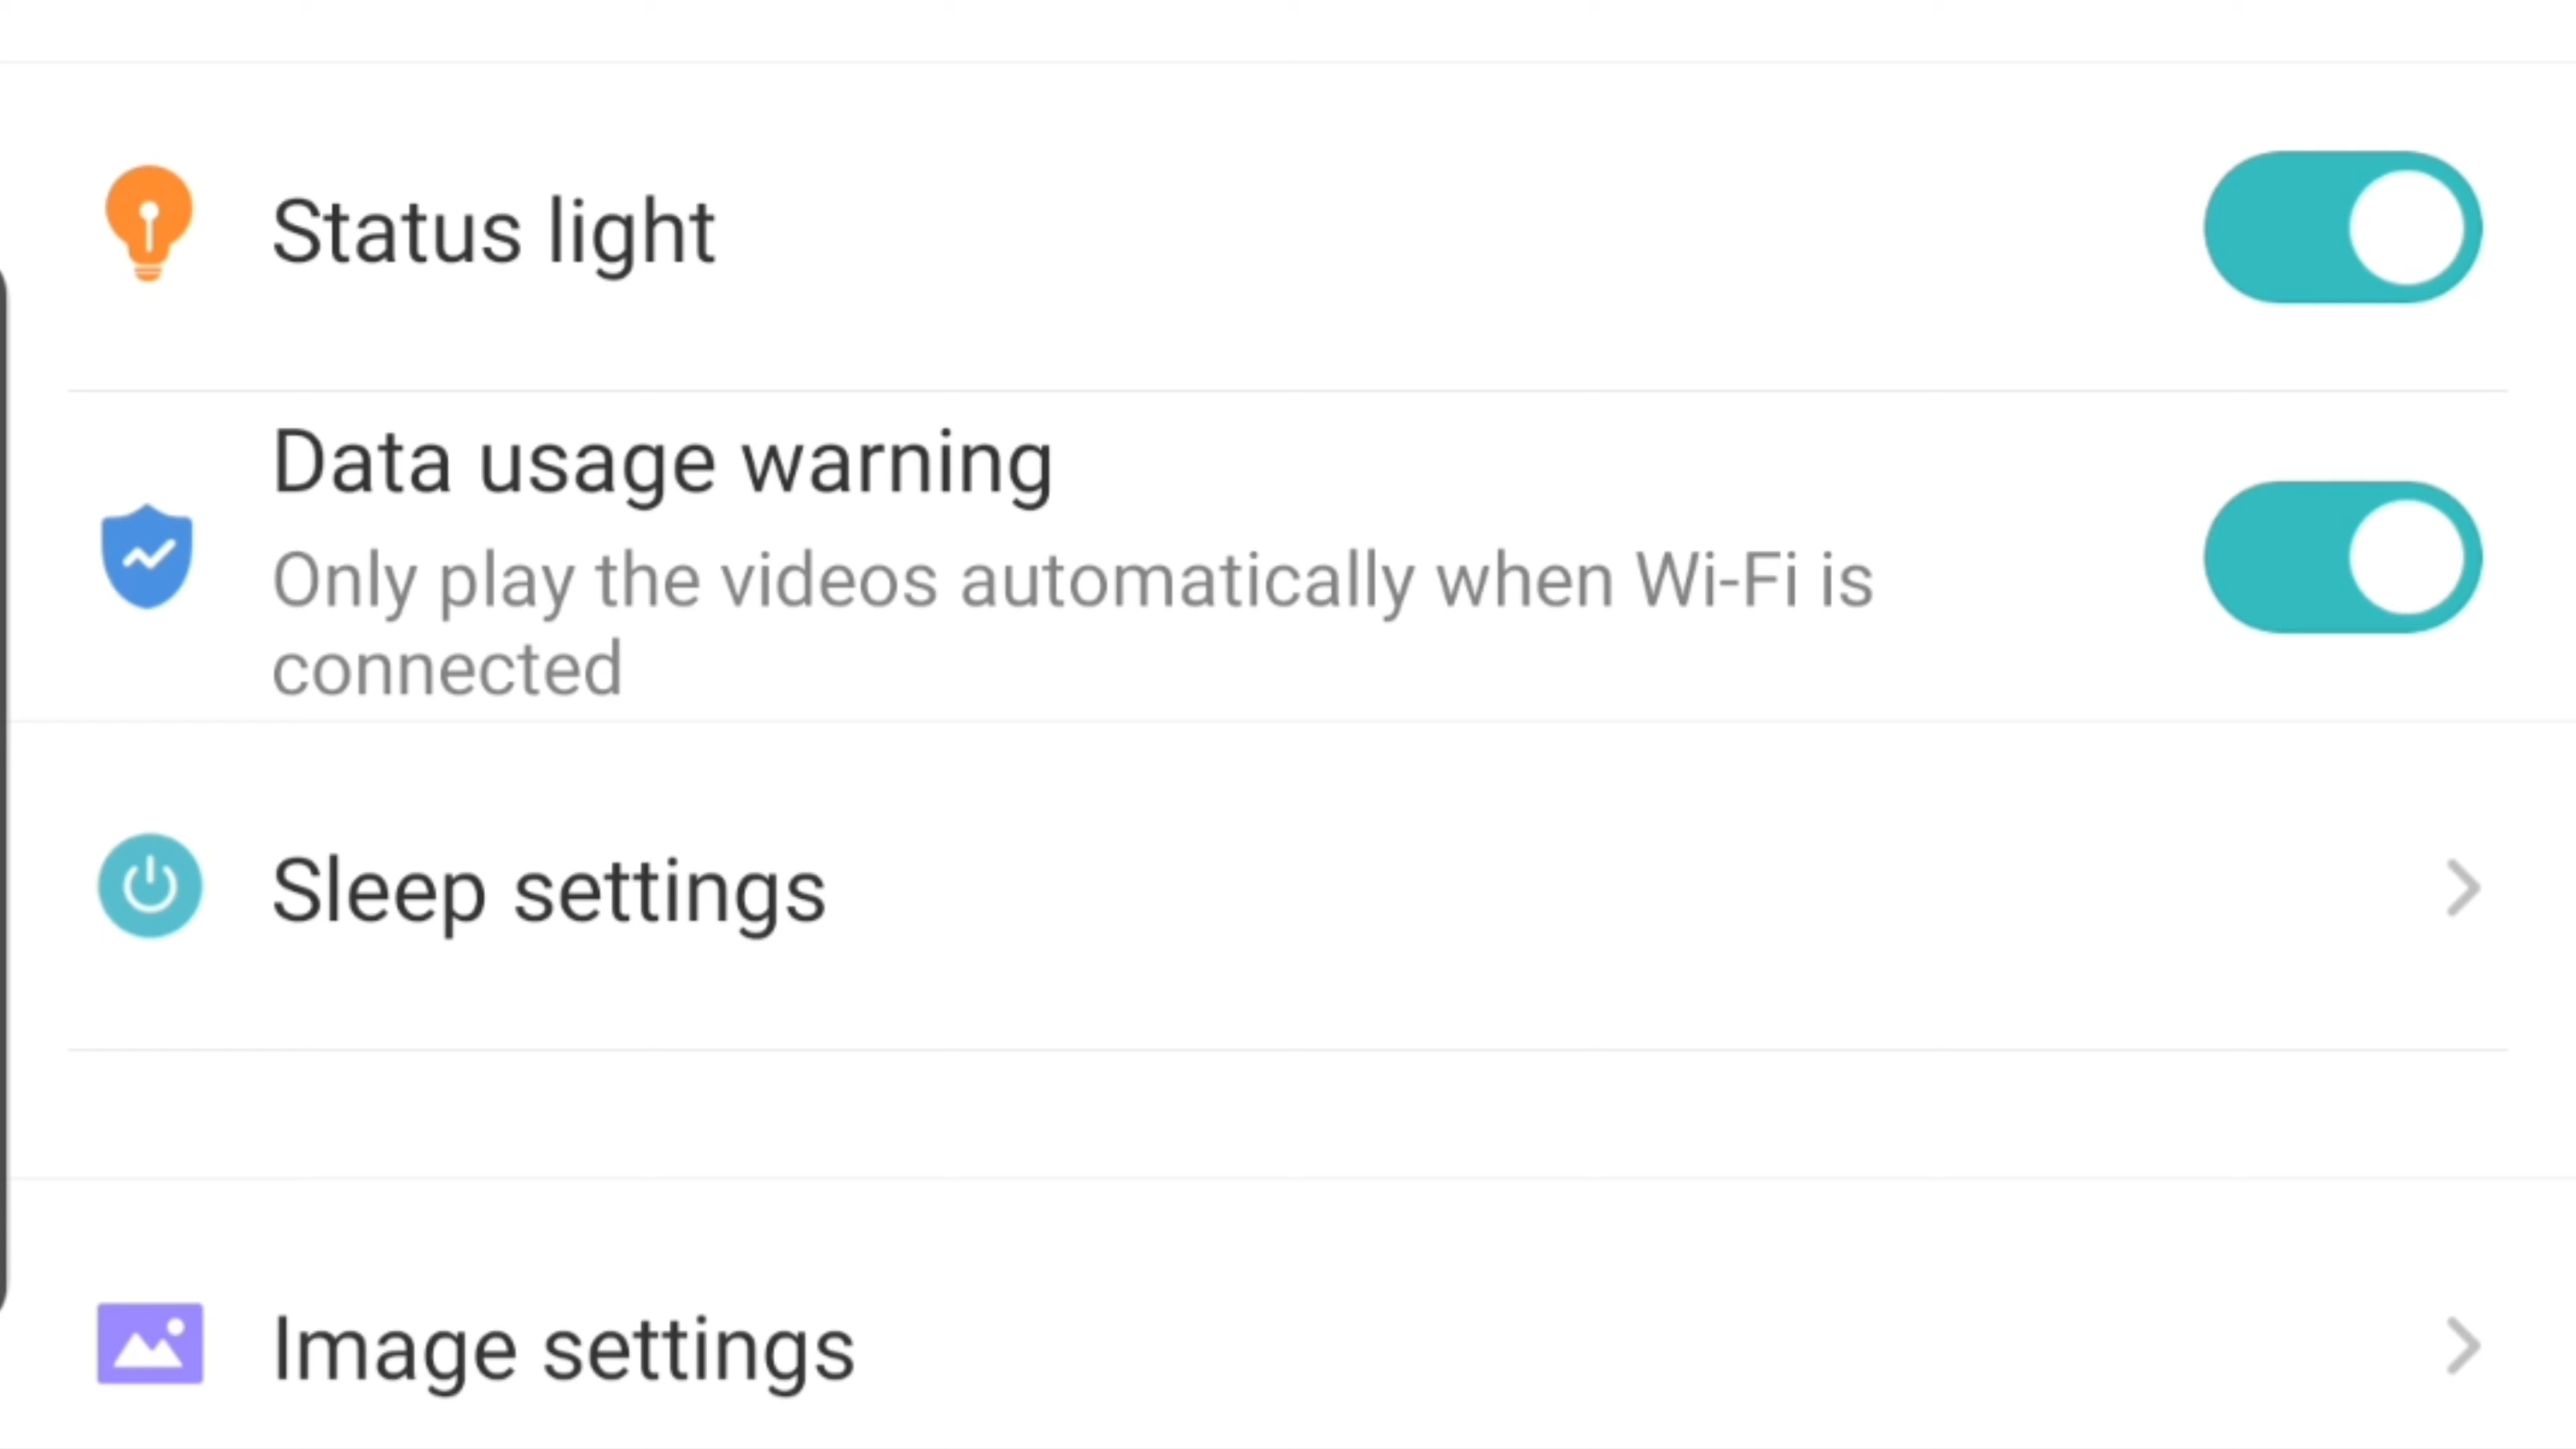 Status light
Data usage warning
Only play the videos automatically when Wi-Fi is
connected
Sleep settings
Image settings